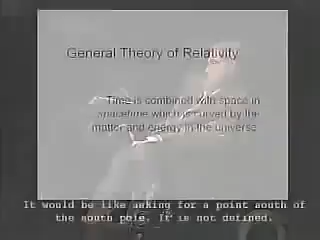 General Theory of Relativity
Time is combined with space in
spacetime which is curved by the
matter and energy in the universe
It would be like asking for a point south of
the south pole. It is not defined.